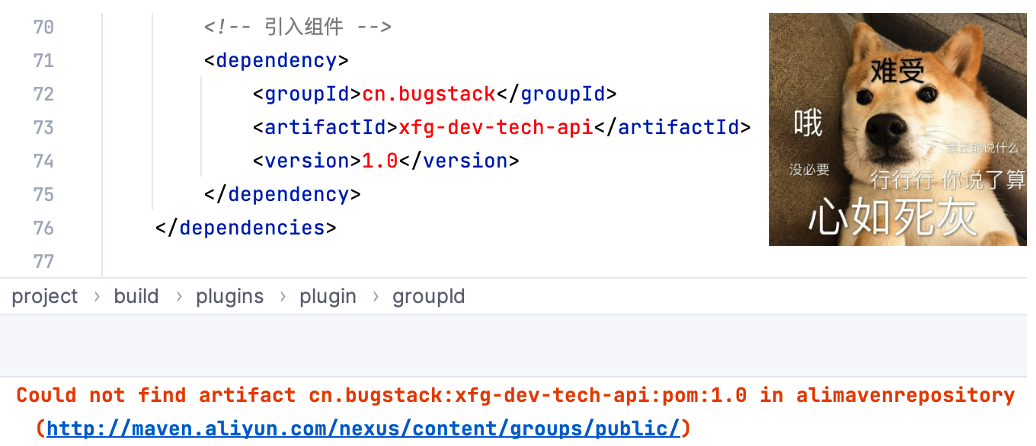 70 <!-- 引入组件 -->
71 <dependency>
72 <groupId>cn.bugstack</groupId>
73 <artifactId>xfg-dev-tech-api</artifactId>
74 <version>1.0</version>
75 </dependency>
76 </dependencies>
77
难受
哦
说什么
没必要
行行行 你说了算
心如死灰
project › build › plugins › plugin › groupId
Could not find artifact cn.bugstack:xfg-dev-tech-api:pom:1.0 in alimavenrepository
(http://maven.aliyun.com/nexus/content/groups/public/)